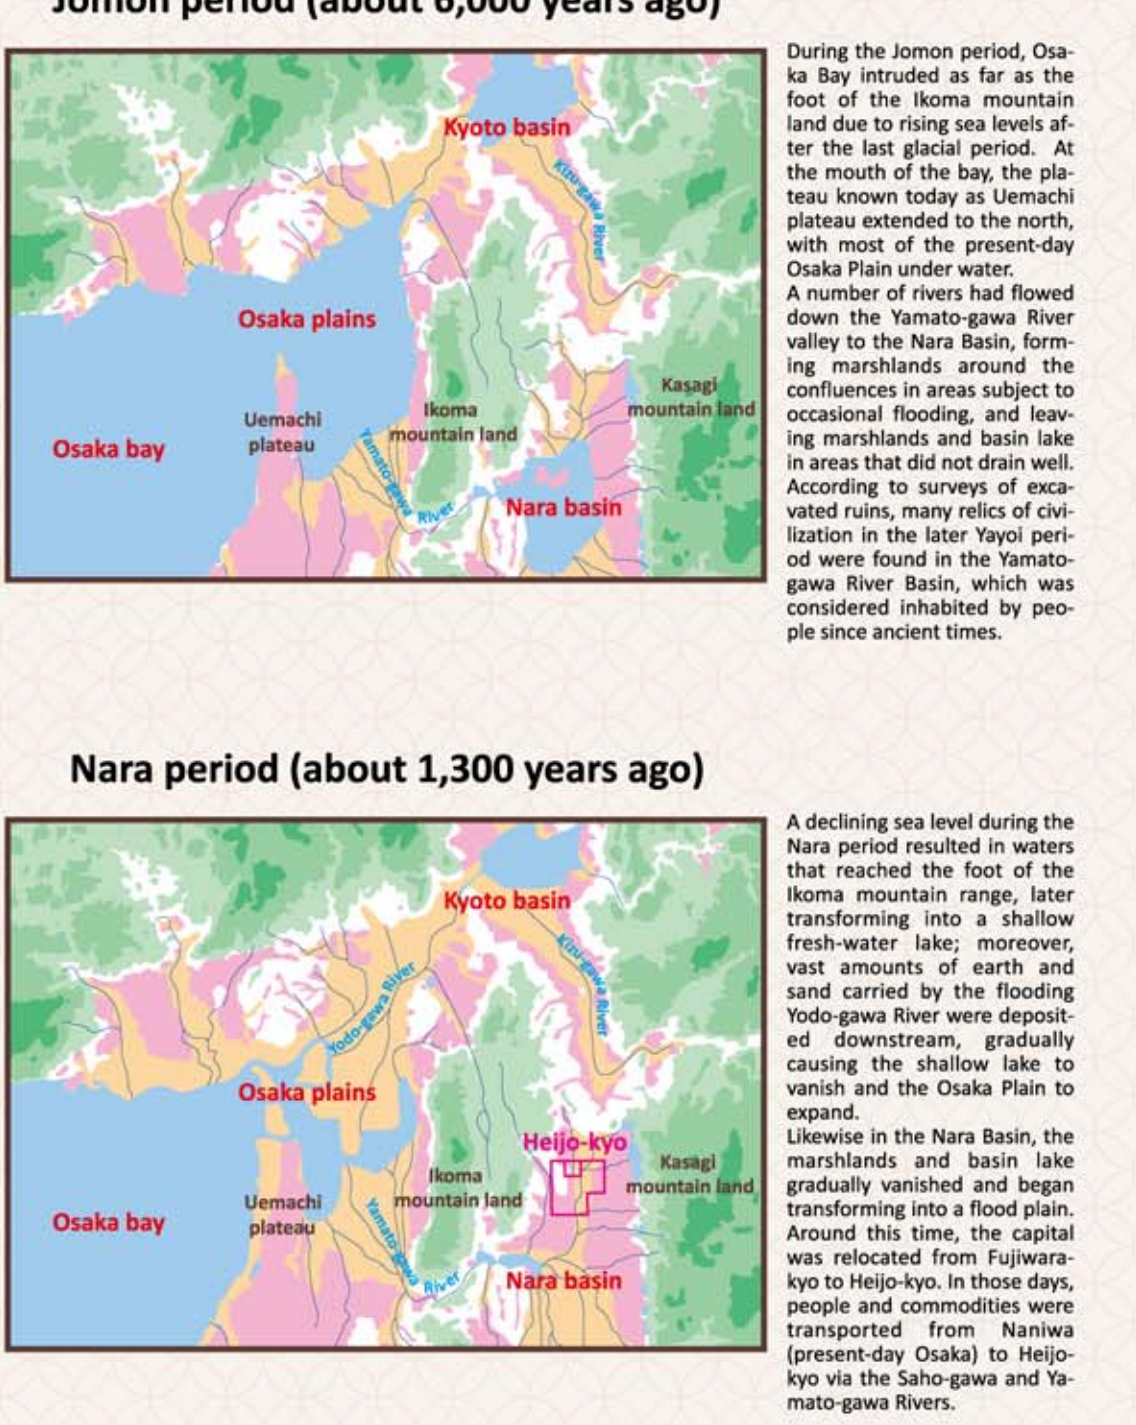 Jomon period (about 6,000 years ago)
Kyoto basin
Kizu-gawa River
Osaka plains
Kasagi
mountain land
Uemachi
plateau
Ikoma
mountain land
Osaka bay
Yamato-gawa River
Nara basin
During the Jomon period, Osa-
ka Bay intruded as far as the
foot of the Ikoma mountain
land due to rising sea levels af-
ter the last glacial period. At
the mouth of the bay, the pla-
teau known today as Uemachi
plateau extended to the north,
with most of the present-day
Osaka Plain under water.
A number of rivers had flowed
down the Yamato-gawa River
valley to the Nara Basin, form-
ing marshlands around the
confluences in areas subject to
occasional flooding, and leav-
ing marshlands and basin lake
in areas that did not drain well.
According to surveys of exca-
vated ruins, many relics of civi-
lization in the later Yayoi peri-
od were found in the Yamato-
gawa River Basin, which was
considered inhabited by peo-
ple since ancient times.
Nara period (about 1,300 years ago)
Kyoto basin
Kizu-gawa River
Yodo-gawa River
Osaka plains
Heijo-kyo
Kasagi
mountain land
Ikoma
mountain land
Uemachi
plateau
Osaka bay
Yamato-gawa River
Nara basin
A declining sea level during the
Nara period resulted in waters
that reached the foot of the
Ikoma mountain range, later
transforming into a shallow
fresh-water lake; moreover,
vast amounts of earth and
sand carried by the flooding
Yodo-gawa River were deposit-
ed downstream, gradually
causing the shallow lake to
vanish and the Osaka Plain to
expand.
Likewise in the Nara Basin, the
marshlands and basin lake
gradually vanished and began
transforming into a flood plain.
Around this time, the capital
was relocated from Fujiwara-
kyo to Heijo-kyo. In those days,
people and commodities were
transported from Naniwa
(present-day Osaka) to Heijo-
kyo via the Saho-gawa and Ya-
mato-gawa Rivers.